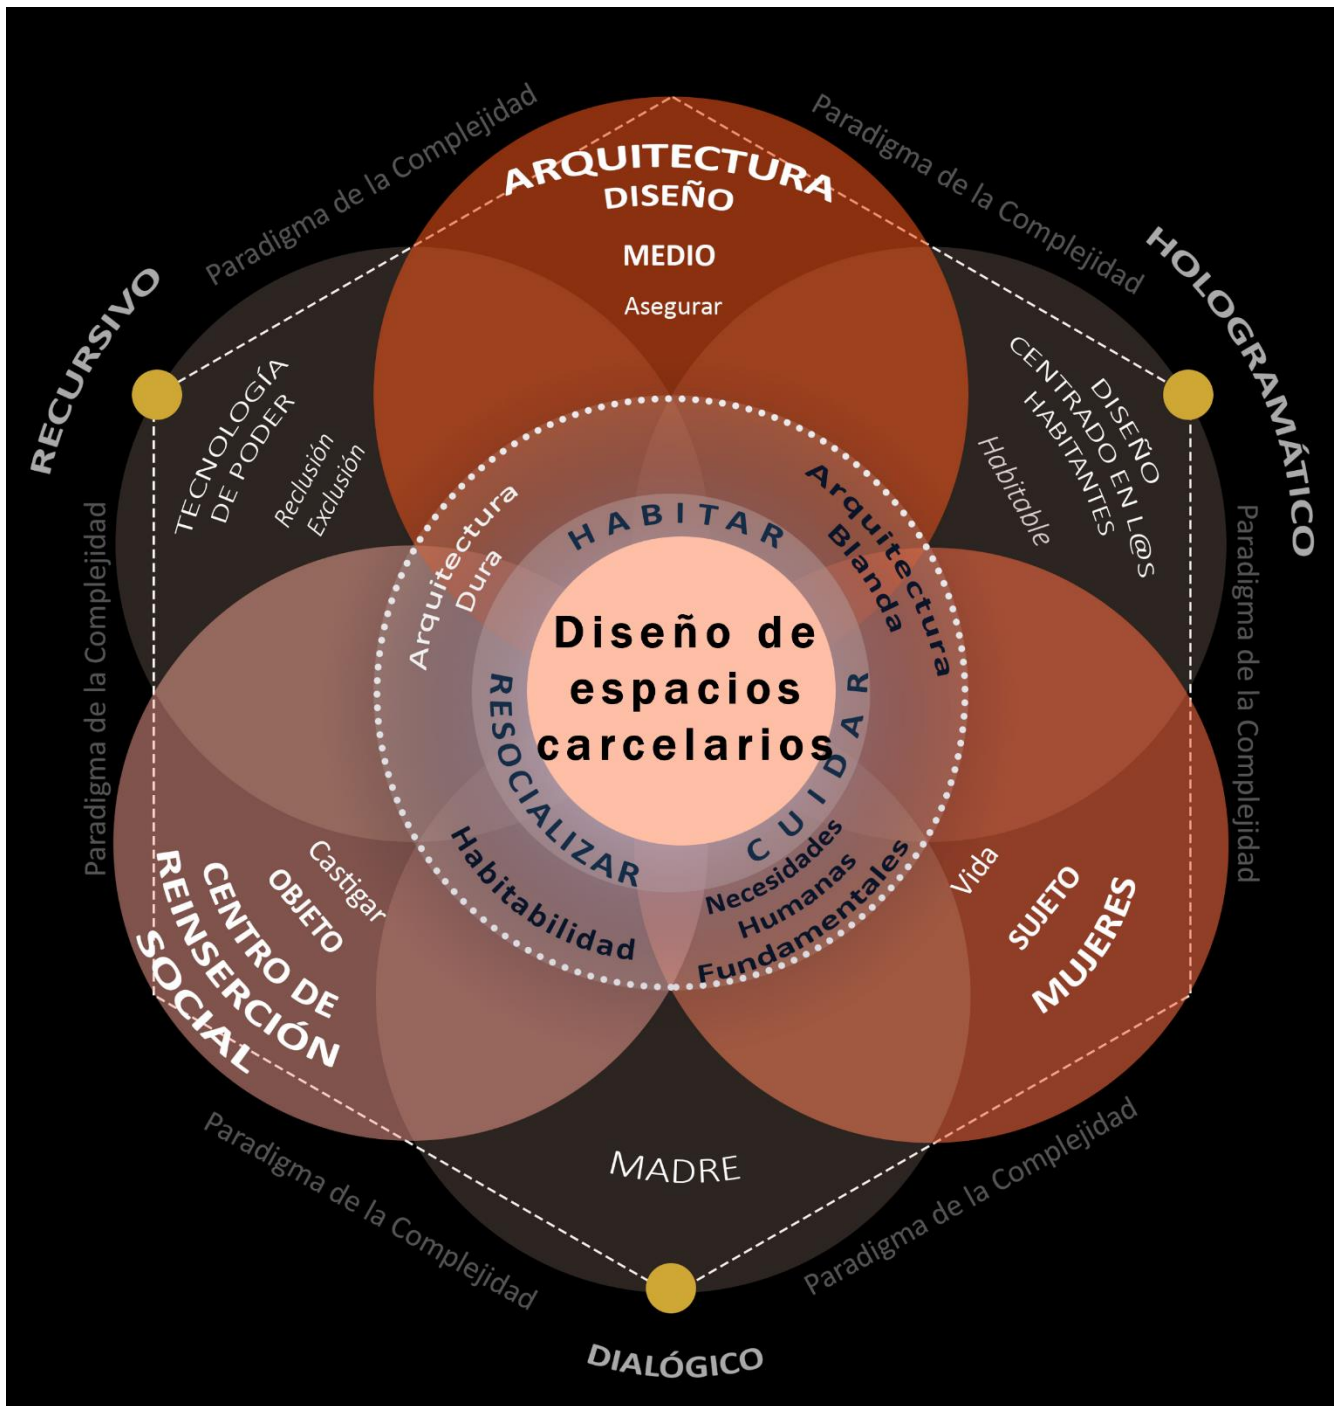 Paradigma de la Complejidad
Paradigma de la Complejidad
ARQUITECTURA
DISEÑO
MEDIO
Asegurar
RECURSIVO
HOLOGRAMÁTICO
TECNOLOGÍA
DE PODER
Reclusión
Exclusión
DISEÑO
CENTRADO EN L@S
HABITANTES
Habitable
Arquitectura
Dura
Arquitectura
Blanda
HABITAR
Diseño de
espacios
carcelarios
RESOCIALIZAR
CUIDAR
Paradigma de la Complejidad
Paradigma de la Complejidad
Habitabilidad
Necesidades
Humanas
Fundamentales
Castigar
OBJETO
CENTRO DE
REINSERCIÓN
SOCIAL
Vida
SUJETO
MUJERES
MADRE
Paradigma de la Complejidad
Paradigma de la Complejidad
DIALÓGICO